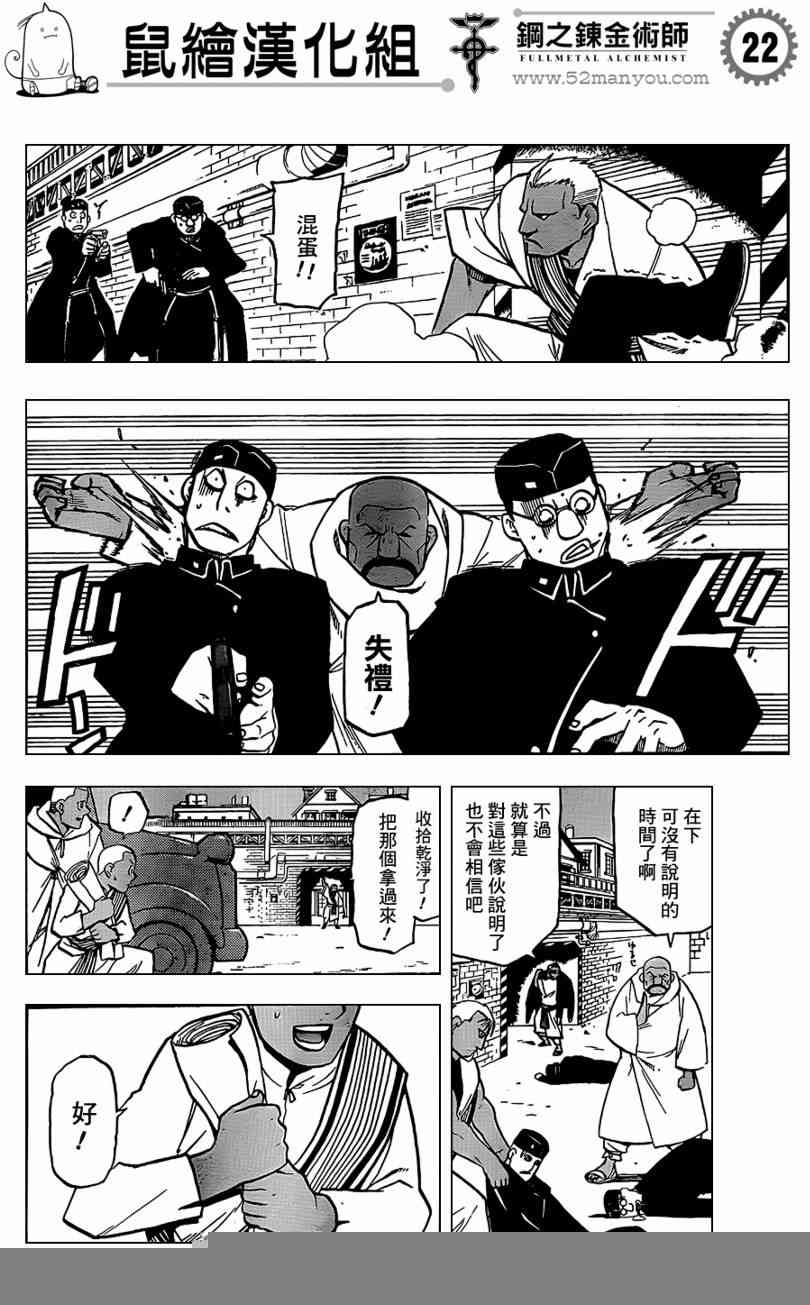 鼠繪漢化組
鋼之鍊金術師
FULLMETAL ALCHEMIST
www.52manyou.com
22
混蛋!!
失禮!
ドド
在下
可沒有說明的
時間了啊
不過
就算是
對這些傢伙說明了
也不會相信吧
收拾乾淨了!
把那個拿過來!
!
好!